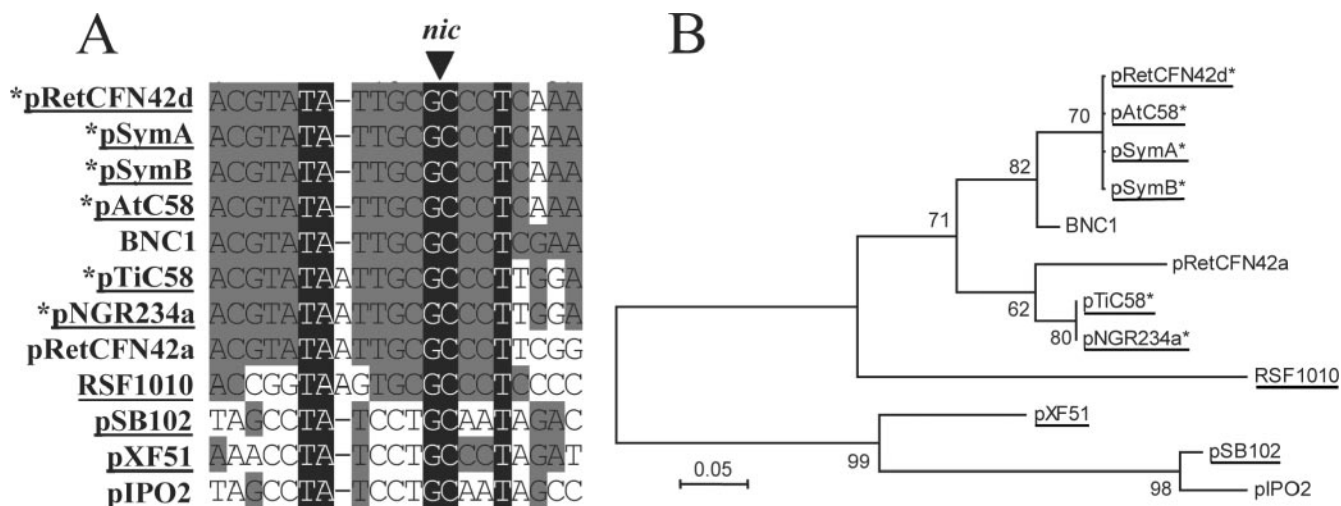 A
nic
*pRetCFN42d ACGTATA-TTGCGCCCTCAAA
*pSymA ACGTATA-TTGCGCCCTCAAA
*pSymB ACGTATA-TTGCGCCCTCAAA
*pAtC58 ACGTATA-TTGCGCCCTCAAA
BNC1 ACGTATA-TTGCGCCCTCGAA
*pTiC58 ACGTATAATTGCGCCCTTGGA
*pNGR234a ACGTATAATTGCGCCCTTGGA
pRetCFN42a ACGTATAATTGCGCCCTTCGG
RSF1010 ACCGGTAAGTGCGCCCTCCCC
pSB102 TAGCCTA-TCCTGCAATAGAC
pXF51 AAACCTA-TCCTGCCCTAGAT
pIPO2 TAGCCTA-TCCTGCAATAGCC
B
pRetCFN42d*
70
pAtC58*
pSymA*
82
pSymB*
71
BNC1
pRetCFN42a
pTiC58*
62
80
pNGR234a*
RSF1010
pXF51
99
0.05
pSB102
98
pIPO2